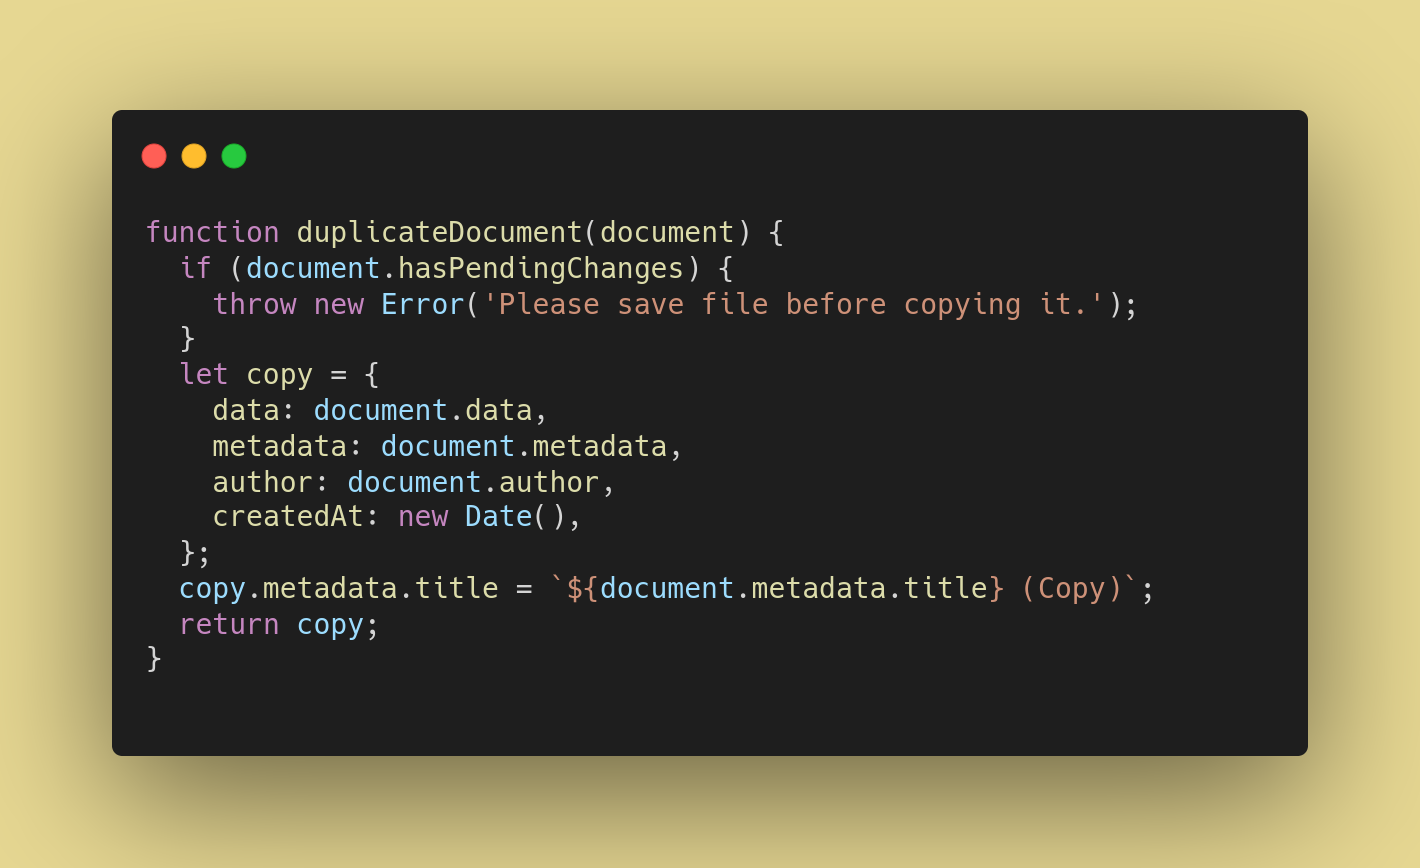 function duplicateDocument(document) {
  if (document.hasPendingChanges) {
    throw new Error('Please save file before copying it.');
  }
  let copy = {
    data: document.data,
    metadata: document.metadata,
    author: document.author,
    createdAt: new Date(),
  };
  copy.metadata.title = `${document.metadata.title} (Copy)`;
  return copy;
}